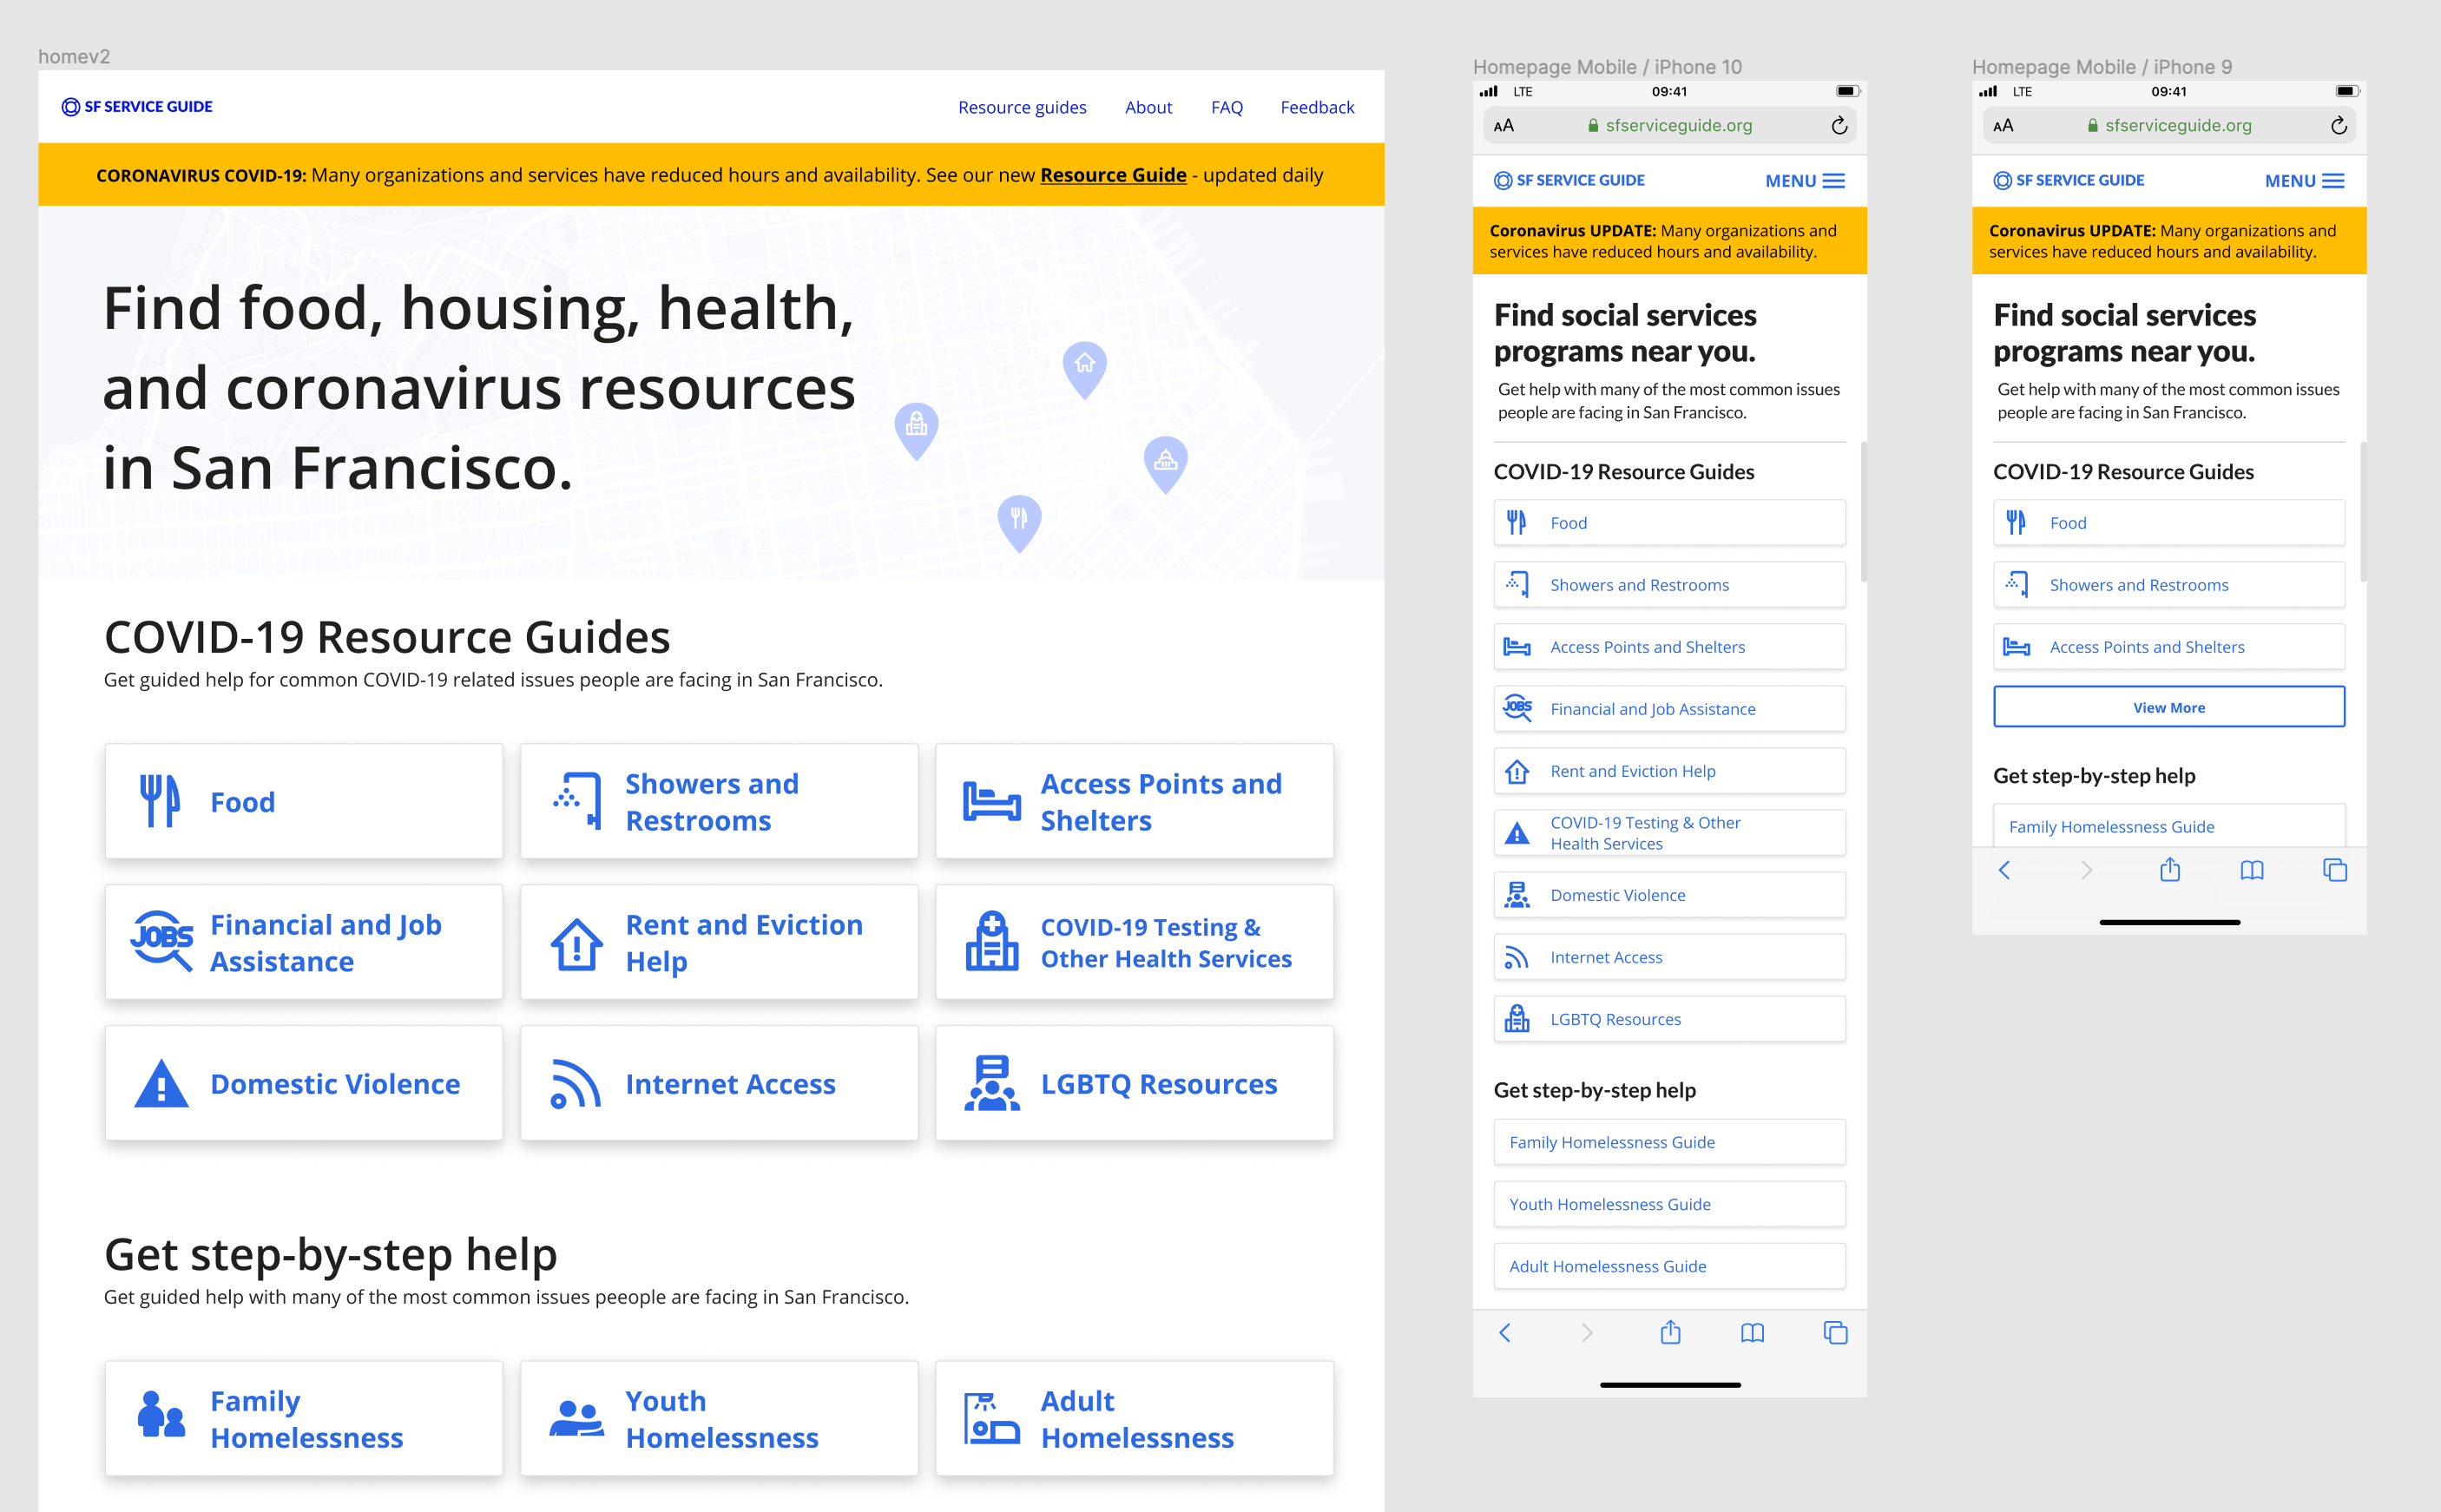 homev2
SF SERVICE GUIDE
Resource guides
About
FAQ
Feedback
CORONAVIRUS COVID-19: Many organizations and services have reduced hours and availability. See our new Resource Guide - updated daily
Find food, housing, health,
and coronavirus resources
in San Francisco.
COVID-19 Resource Guides
Get guided help for common COVID-19 related issues people are facing in San Francisco.
Food
Showers and
Restrooms
Access Points and
Shelters
JOBS
Financial and Job
Assistance
Rent and Eviction
Help
COVID-19 Testing &
Other Health Services
Domestic Violence
Internet Access
LGBTQ Resources
Get step-by-step help
Get guided help with many of the most common issues peeople are facing in San Francisco.
Family
Homelessness
Youth
Homelessness
Adult
Homelessness
Homepage Mobile / iPhone 10
LTE
09:41
AA
sfserviceguide.org
SF SERVICE GUIDE
MENU
Coronavirus UPDATE: Many organizations and
services have reduced hours and availability.
Find social services
programs near you.
Get help with many of the most common issues
people are facing in San Francisco.
COVID-19 Resource Guides
Food
Showers and Restrooms
Access Points and Shelters
JOBS
Financial and Job Assistance
Rent and Eviction Help
COVID-19 Testing & Other
Health Services
Domestic Violence
Internet Access
LGBTQ Resources
Get step-by-step help
Family Homelessness Guide
Youth Homelessness Guide
Adult Homelessness Guide
Homepage Mobile / iPhone 9
LTE
09:41
AA
sfserviceguide.org
SF SERVICE GUIDE
MENU
Coronavirus UPDATE: Many organizations and
services have reduced hours and availability.
Find social services
programs near you.
Get help with many of the most common issues
people are facing in San Francisco.
COVID-19 Resource Guides
Food
Showers and Restrooms
Access Points and Shelters
View More
Get step-by-step help
Family Homelessness Guide